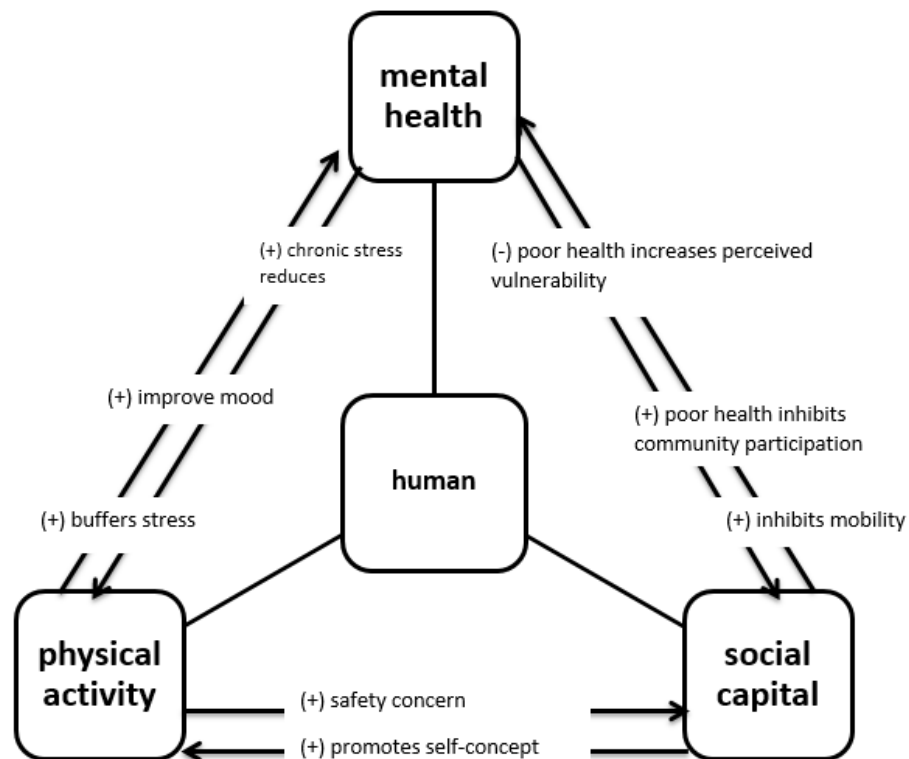 mental
health
(+) chronic stress
reduces
(-) poor health increases perceived
vulnerability
(+) improve mood
(+) poor health inhibits
community participation
human
(+) buffers stress
(+) inhibits mobility
physical
activity
social
capital
(+) safety concern
(+) promotes self-concept